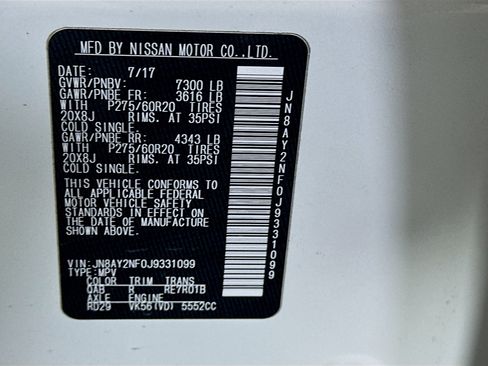 MFD BY NISSAN MOTOR CO.,LTD.
DATE: 7/17
GVWR/PNBV: 7300 LB
GAWR/PNBE FR: 3616 LB
WITH P275/60R20 TIRES
20X8J RIMS. AT 35PSI
COLD SINGLE.
GAWR/PNBE RR: 4343 LB
WITH P275/60R20 TIRES
20X8J RIMS. AT 35PSI
COLD SINGLE.
THIS VEHICLE CONFORMS TO
ALL APPLICABLE FEDERAL
MOTOR VEHICLE SAFETY
STANDARDS IN EFFECT ON
THE DATE OF MANUFACTURE
SHOWN ABOVE.
VIN:JN8AY2NF0J9331099
TYPE:MPV
COLOR TRIM TRANS
QAB R RE7R01B
AXLE ENGINE
RD29 VK56(VD) 5552CC
JN8AY2NF0J9331099